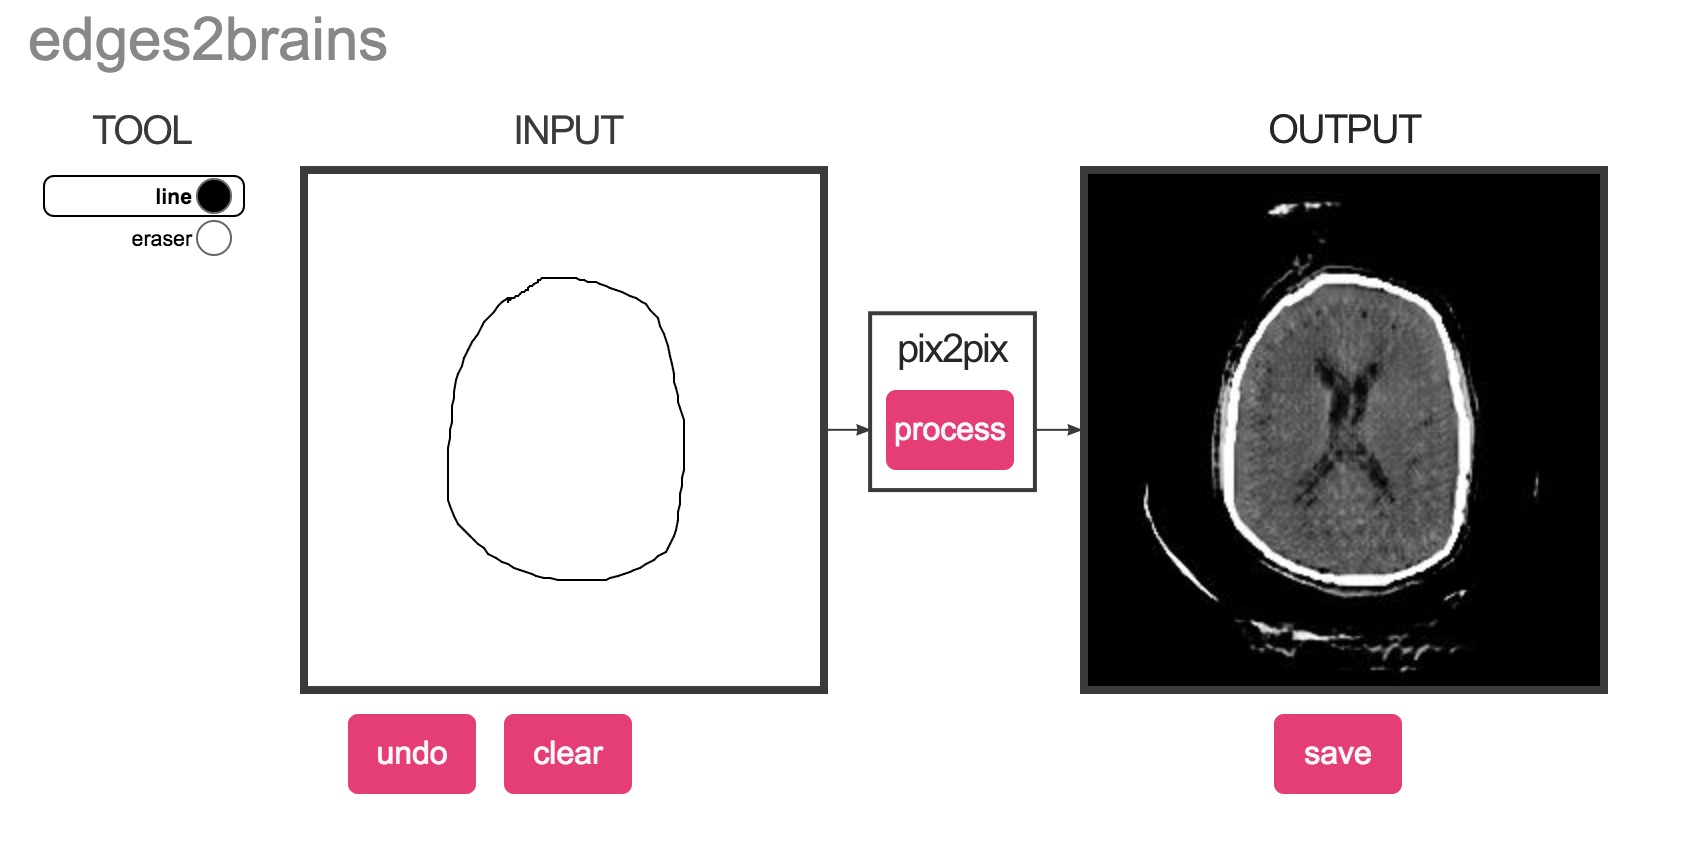 edges2brains
TOOL
INPUT
OUTPUT
line
eraser
pix2pix
process
undo
clear
save